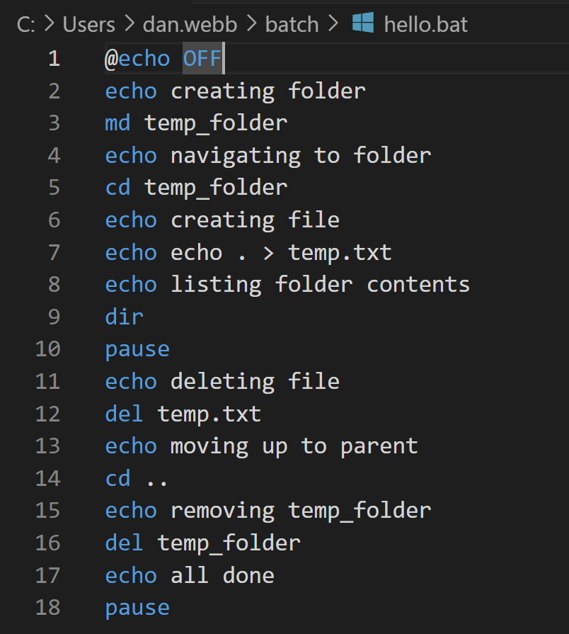 C: > Users > dan.webb > batch > hello.bat
1 @echo OFF
2 echo creating folder
3 md temp_folder
4 echo navigating to folder
5 cd temp_folder
6 echo creating file
7 echo echo . > temp.txt
8 echo listing folder contents
9 dir
10 pause
11 echo deleting file
12 del temp.txt
13 echo moving up to parent
14 cd ..
15 echo removing temp_folder
16 del temp_folder
17 echo all done
18 pause